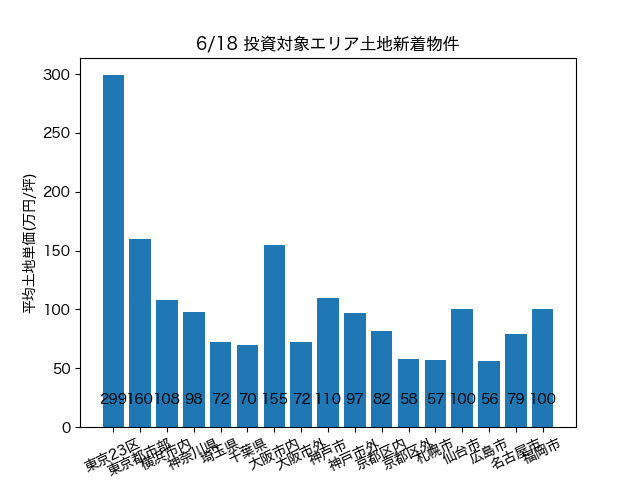 6/18 投資対象エリア土地新着物件
平均土地単価(万円/坪)
300
250
200
150
100
50
0
299 160 108 98 72 70 155 72 110 97 82 58 57 100 56 79 100
東京23区
東京都市部
横浜市内
神奈川県
埼玉県
千葉県
大阪市内
大阪市外
神戸市
神戸市外
京都区内
京都区外
札幌市
仙台市
広島市
名古屋市
福岡市